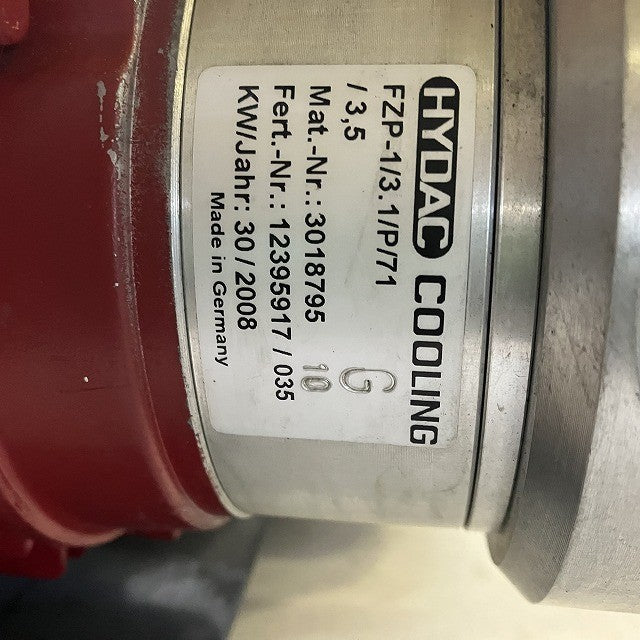 HYDAC COOLING
FZP-1/3.1/P/71
/ 3,5
Mat.-Nr.: 3018795
Fert.-Nr.: 12395917 / 035
KW/Jahr: 30 / 2008
Made in Germany
G
10